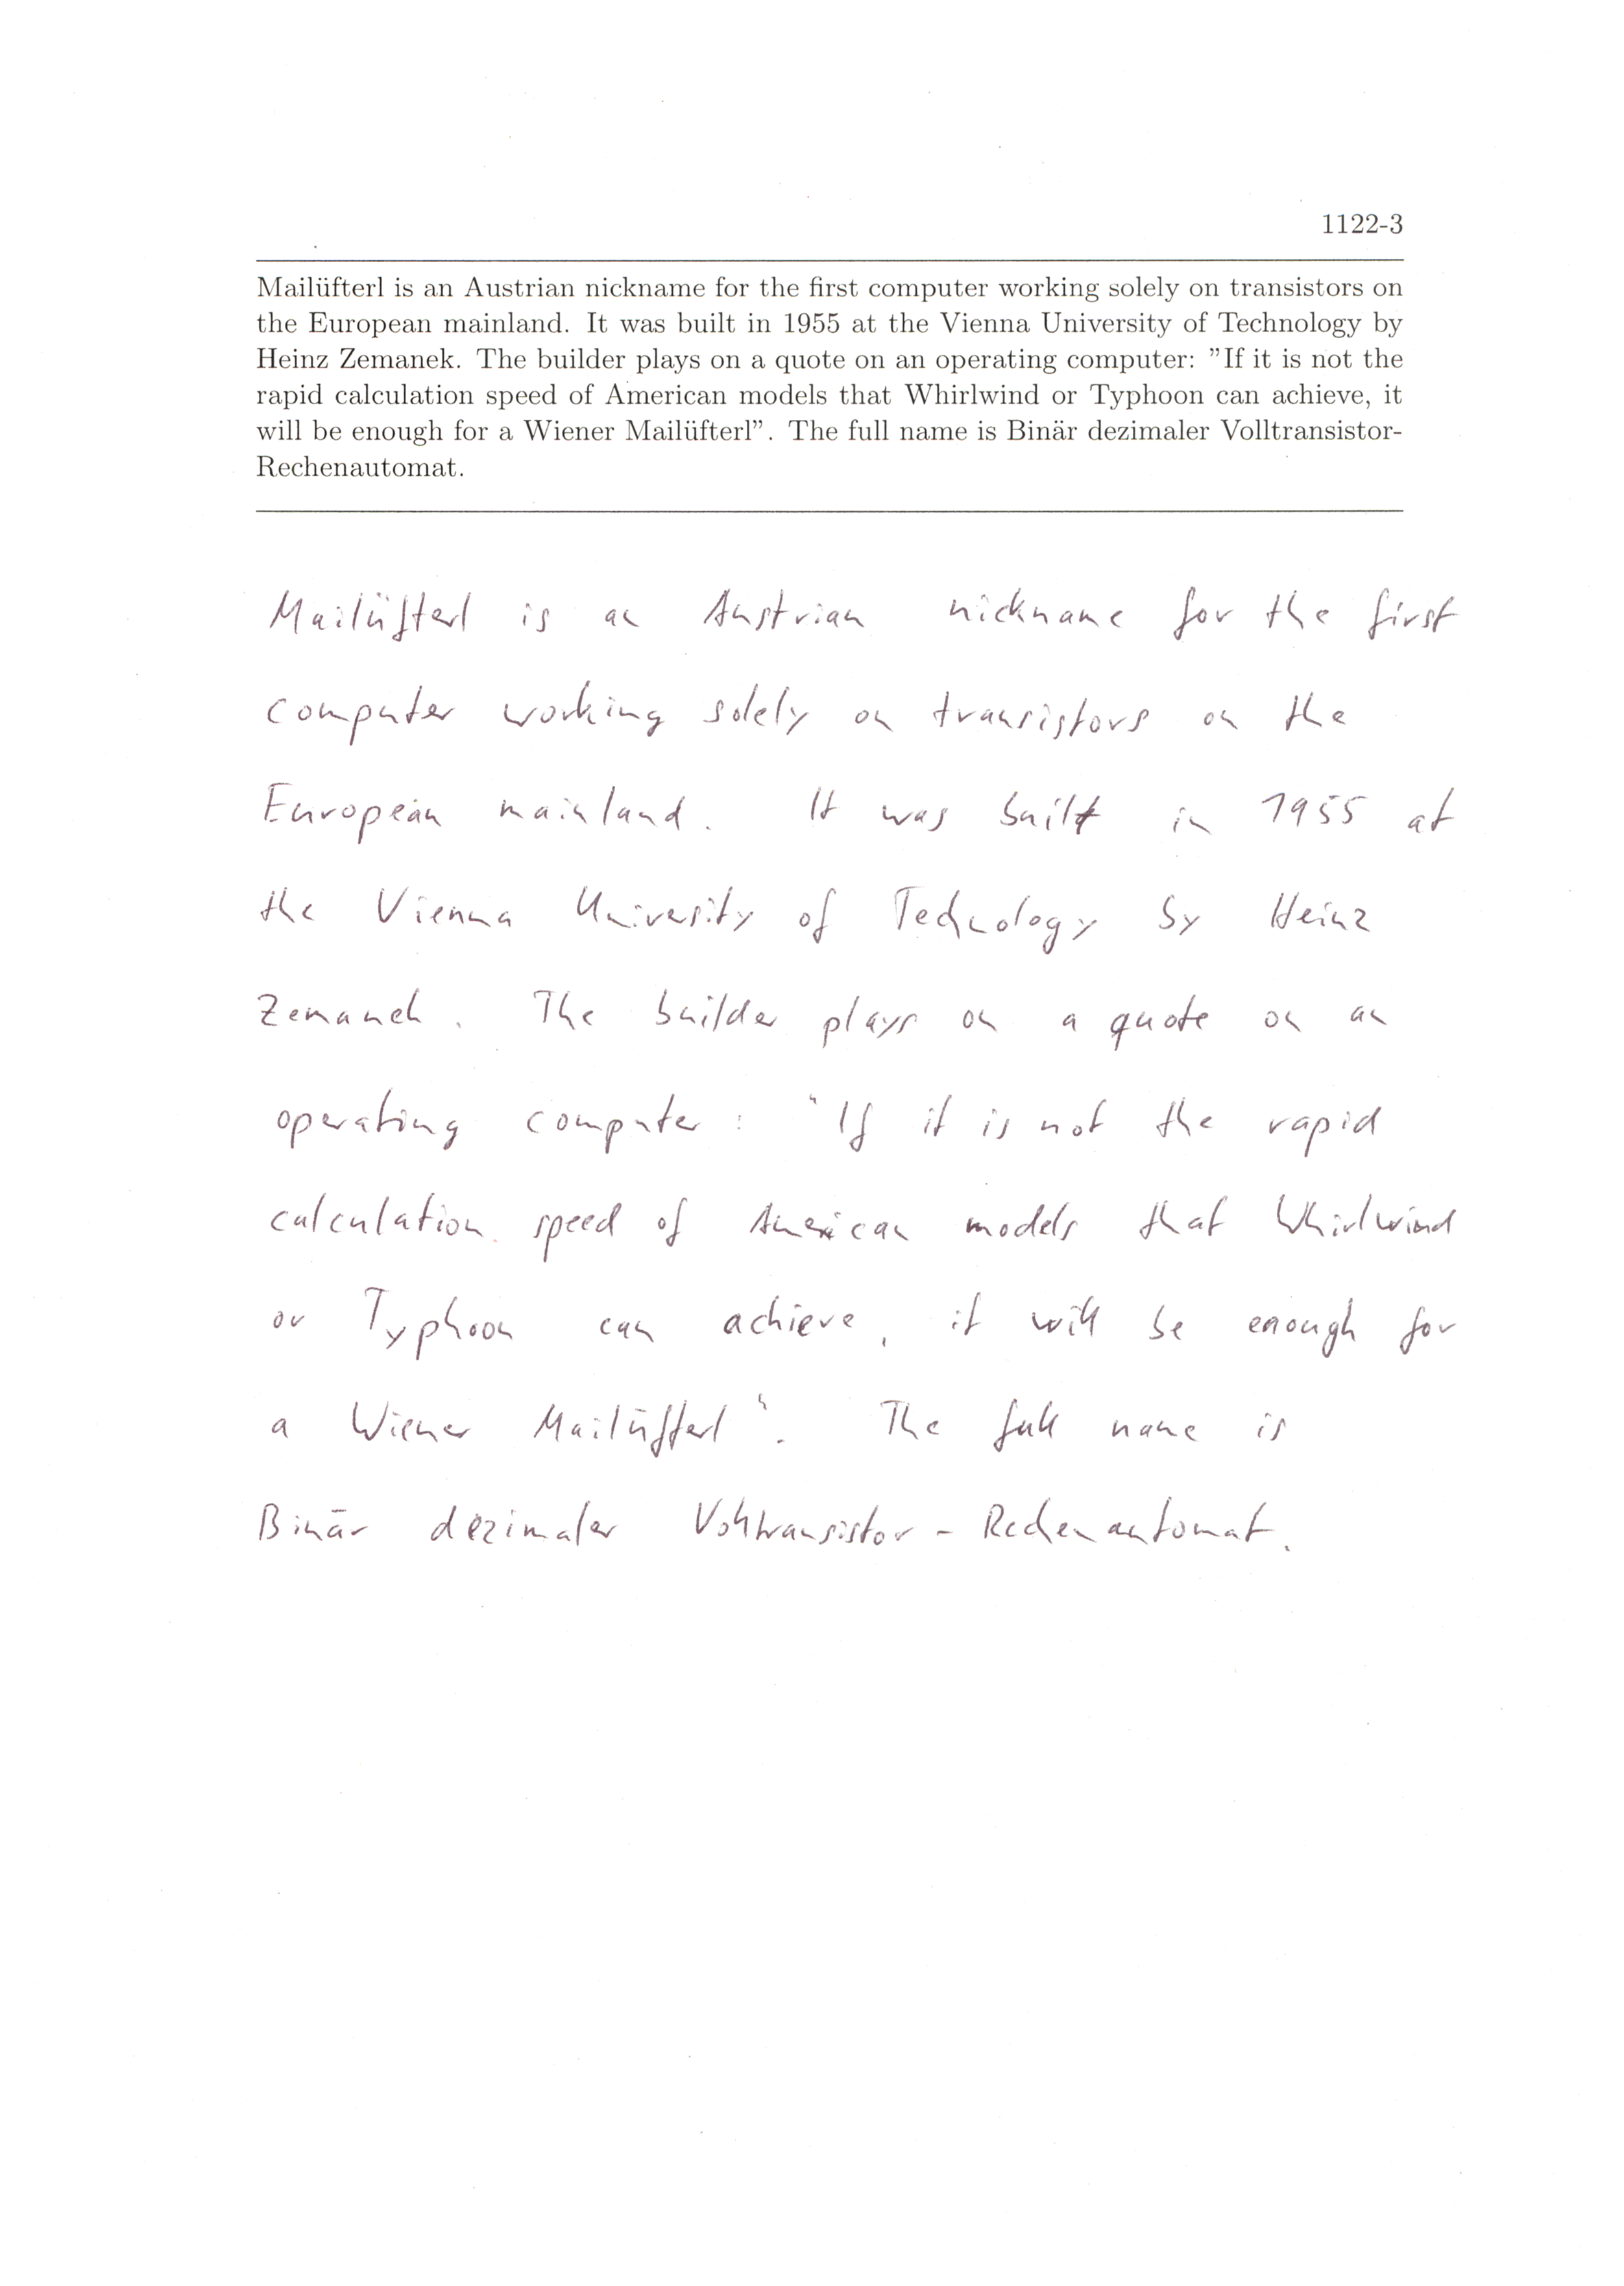 1122-3
Mailüfterl is an Austrian nickname for the first computer working solely on transistors on
the European mainland. It was built in 1955 at the Vienna University of Technology by
Heinz Zemanek. The builder plays on a quote on an operating computer: ”If it is not the
rapid calculation speed of American models that Whirlwind or Typhoon can achieve, it
will be enough for a Wiener Mailüfterl”. The full name is Binär dezimaler Volltransistor-
Rechenautomat.
Mailüfterl is an Austrian nickname for the first
computer working solely on transistors on the
European mainland. It was built in 1955 at
the Vienna University of Technology by Heinz
Zemanek. The builder plays on a quote on an
operating computer: "If it is not the rapid
calculation speed of American models that Whirlwind
or Typhoon can achieve, it will be enough for
a Wiener Mailüfterl". The full name is
Binär dezimaler Volltransistor-Rechenautomat.